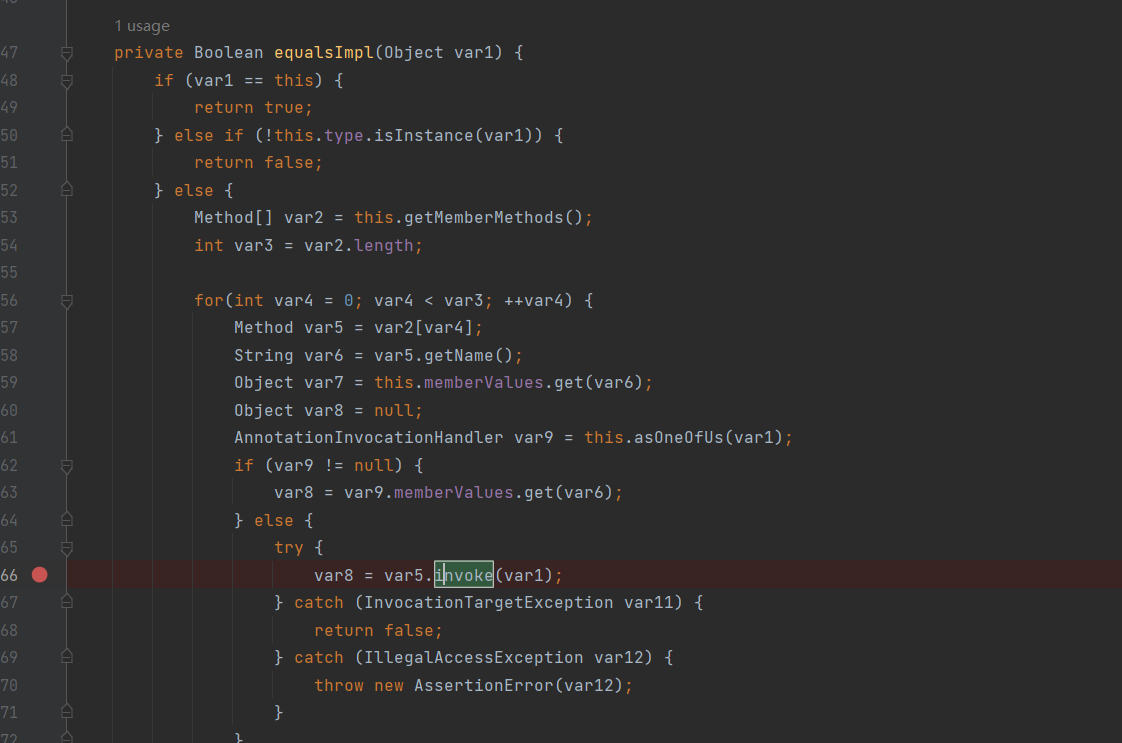 1 usage
47 private Boolean equalsImpl(Object var1) {
48 if (var1 == this) {
49 return true;
50 } else if (!this.type.isInstance(var1)) {
51 return false;
52 } else {
53 Method[] var2 = this.getMemberMethods();
54 int var3 = var2.length;
55
56 for(int var4 = 0; var4 < var3; ++var4) {
57 Method var5 = var2[var4];
58 String var6 = var5.getName();
59 Object var7 = this.memberValues.get(var6);
60 Object var8 = null;
61 AnnotationInvocationHandler var9 = this.asOneOfUs(var1);
62 if (var9 != null) {
63 var8 = var9.memberValues.get(var6);
64 } else {
65 try {
66 var8 = var5.invoke(var1);
67 } catch (InvocationTargetException var11) {
68 return false;
69 } catch (IllegalAccessException var12) {
70 throw new AssertionError(var12);
71 }
72 }